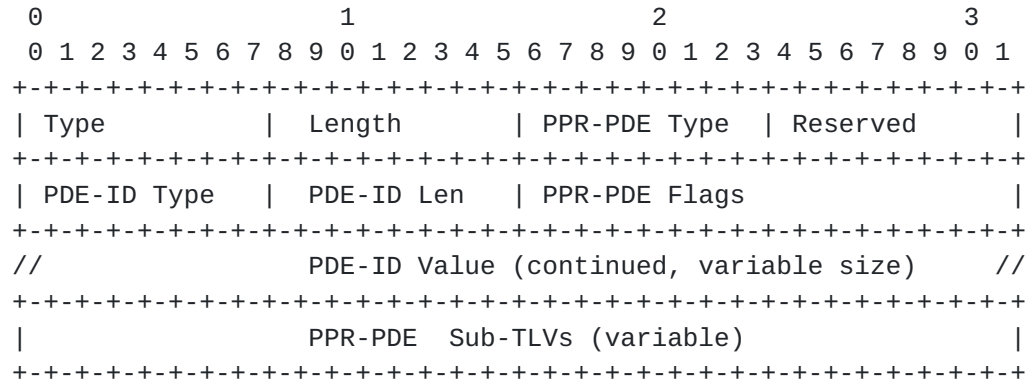 0                   1                   2                   3
 0 1 2 3 4 5 6 7 8 9 0 1 2 3 4 5 6 7 8 9 0 1 2 3 4 5 6 7 8 9 0 1
+-+-+-+-+-+-+-+-+-+-+-+-+-+-+-+-+-+-+-+-+-+-+-+-+-+-+-+-+-+-+-+-+
| Type          |  Length       | PPR-PDE Type  | Reserved      |
+-+-+-+-+-+-+-+-+-+-+-+-+-+-+-+-+-+-+-+-+-+-+-+-+-+-+-+-+-+-+-+-+
| PDE-ID Type   |  PDE-ID Len   | PPR-PDE Flags                 |
+-+-+-+-+-+-+-+-+-+-+-+-+-+-+-+-+-+-+-+-+-+-+-+-+-+-+-+-+-+-+-+-+
//                 PDE-ID Value (continued, variable size)     //
+-+-+-+-+-+-+-+-+-+-+-+-+-+-+-+-+-+-+-+-+-+-+-+-+-+-+-+-+-+-+-+-+
|                  PPR-PDE  Sub-TLVs (variable)                 |
+-+-+-+-+-+-+-+-+-+-+-+-+-+-+-+-+-+-+-+-+-+-+-+-+-+-+-+-+-+-+-+-+